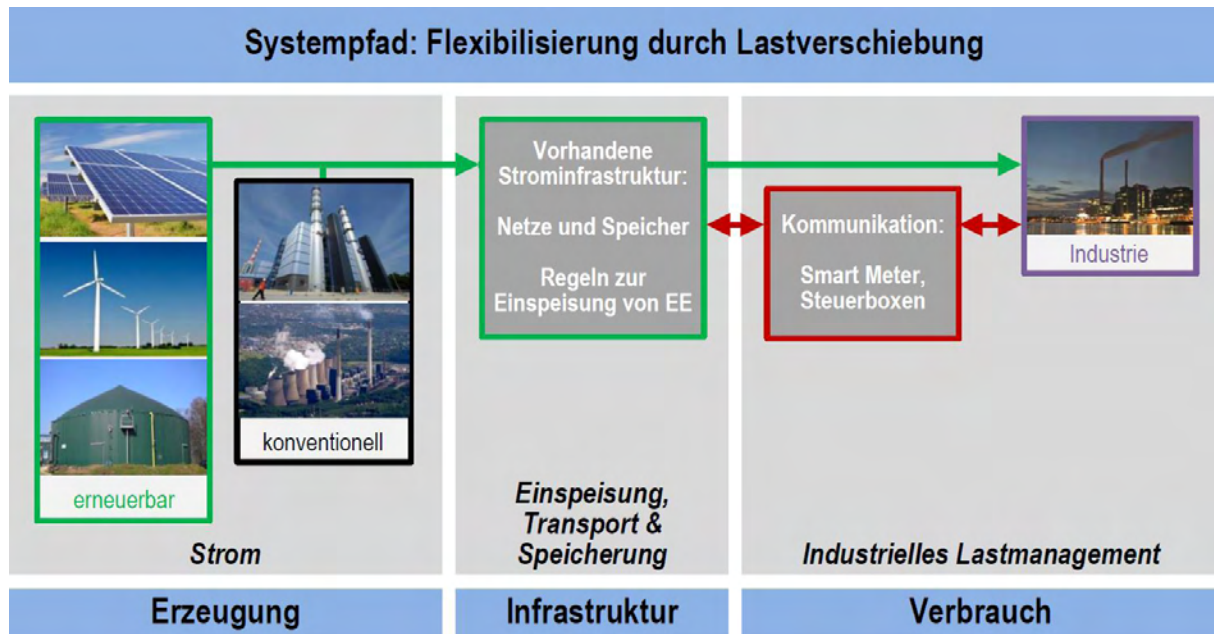 Systempfad: Flexibilisierung durch Lastverschiebung
erneuerbar
konventionell
Strom
Erzeugung
Vorhandene
Strominfrastruktur:
Netze und Speicher
Regeln zur
Einspeisung von EE
Einspeisung,
Transport &
Speicherung
Infrastruktur
Kommunikation:
Smart Meter,
Steuerboxen
Industrie
Industrielles Lastmanagement
Verbrauch